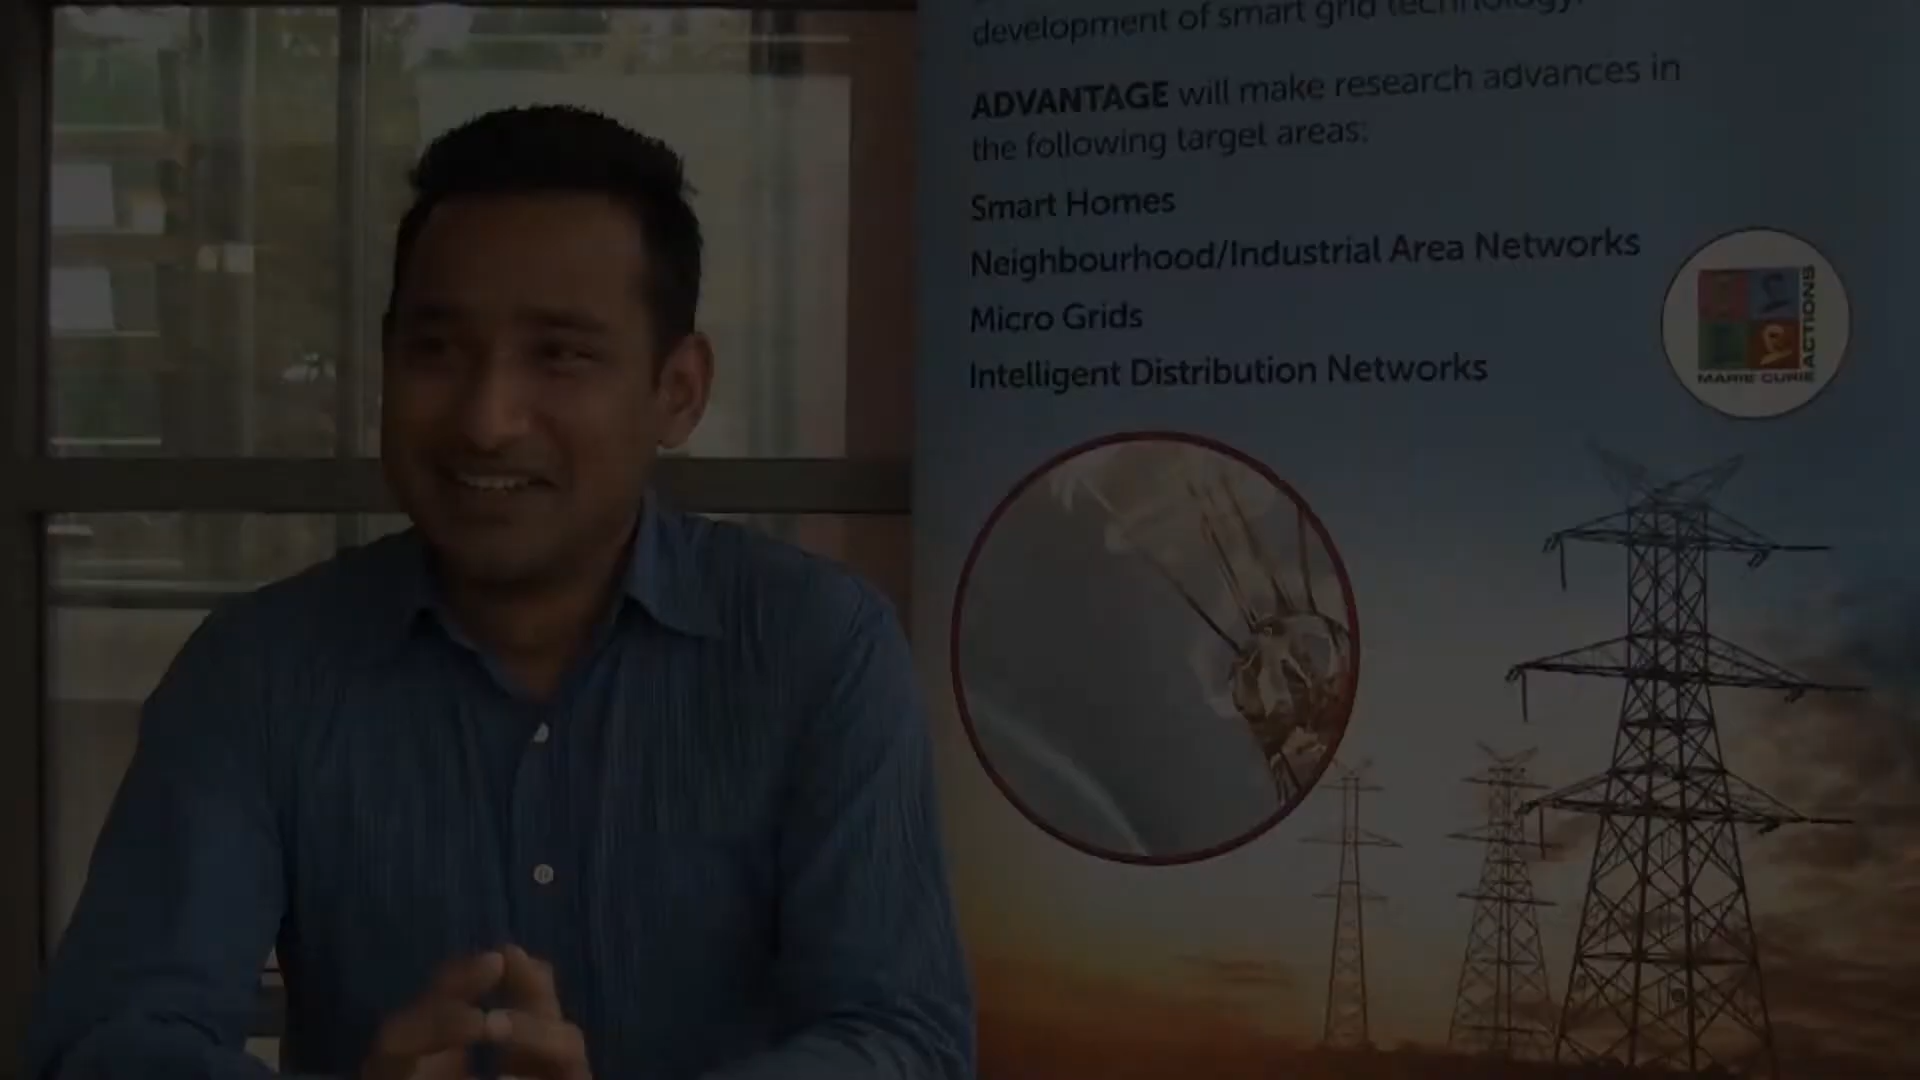 development of smart grid technology.
ADVANTAGE will make research advances in
the following target areas:
Smart Homes
Neighbourhood/Industrial Area Networks
Micro Grids
Intelligent Distribution Networks
MARIE CURIE
ACTIONS